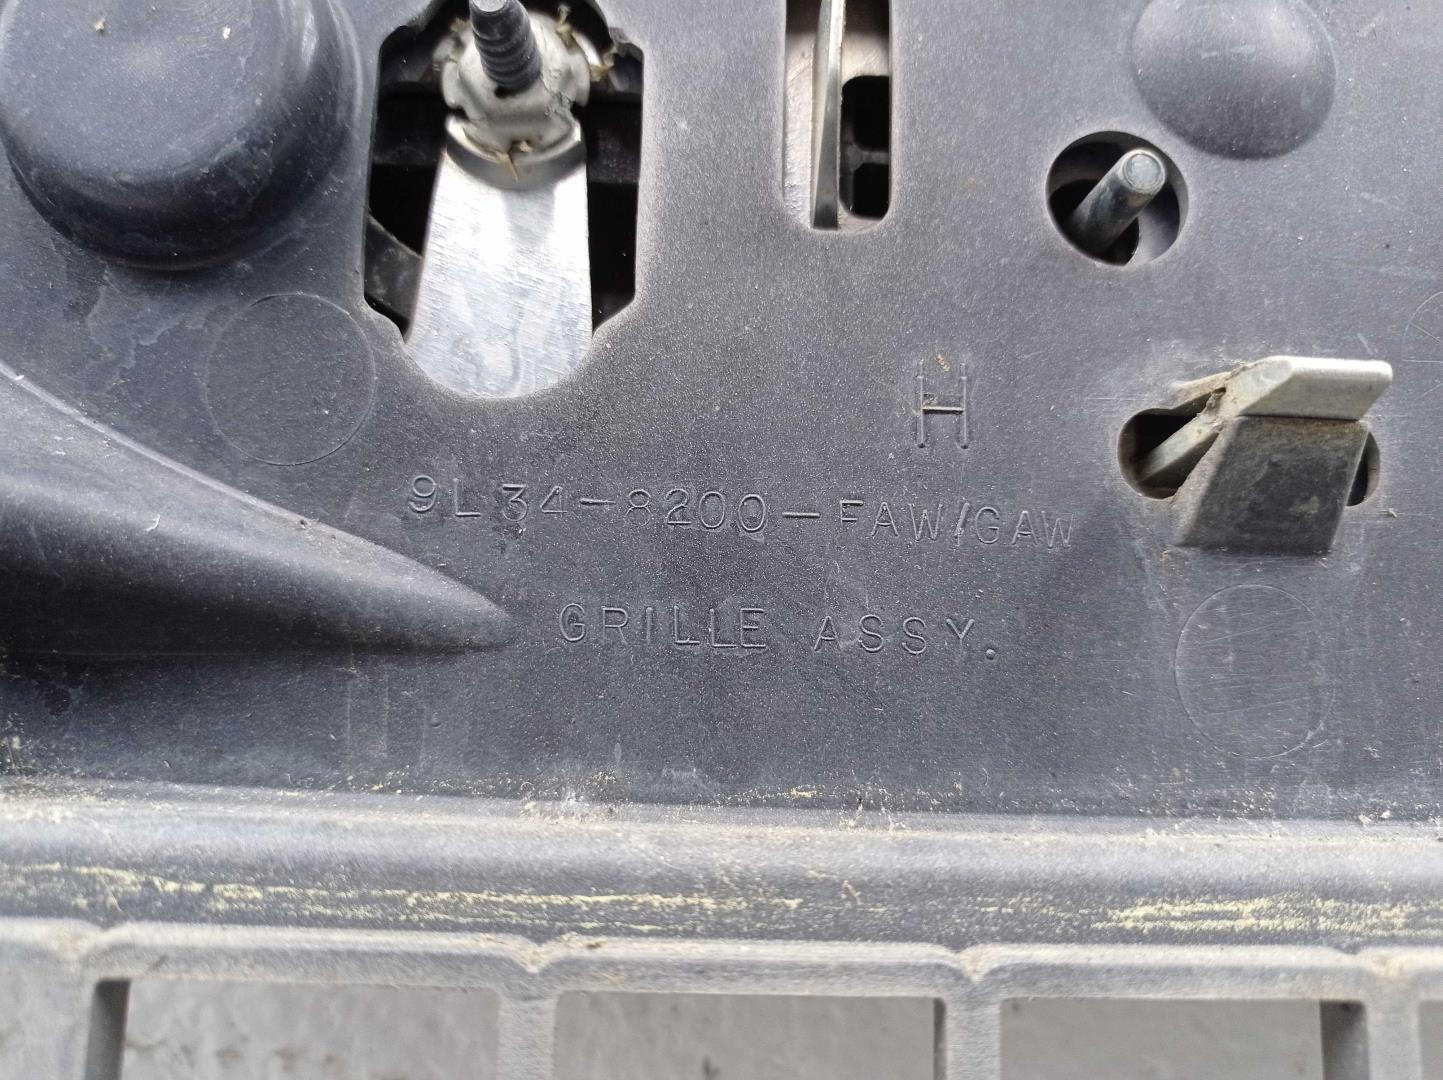 H
9L34-8200-FAW/GAW
GRILLE ASSY.